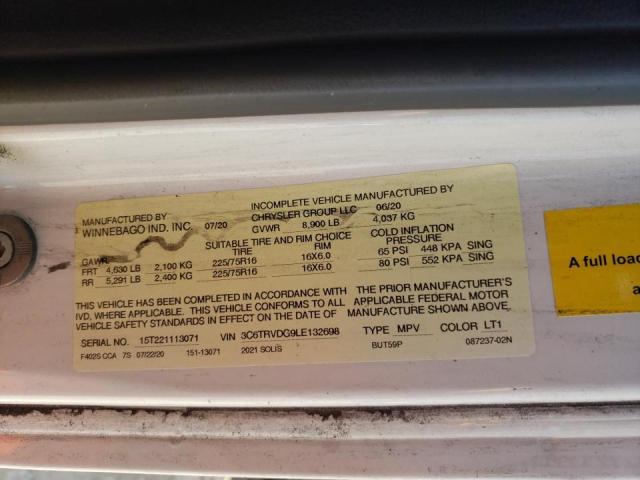 MANUFACTURED BY
WINNEBAGO IND. INC. 07/20
INCOMPLETE VEHICLE MANUFACTURED BY
CHRYSLER GROUP LLC 06/20
GVWR 8,900 LB 4,037 KG
SUITABLE TIRE AND RIM CHOICE
COLD INFLATION
GAWR TIRE RIM PRESSURE
FRT 4,630 LB 2,100 KG 225/75R16 16X6.0 65 PSI 448 KPA SING
RR 5,291 LB 2,400 KG 225/75R16 16X6.0 80 PSI 552 KPA SING
THIS VEHICLE HAS BEEN COMPLETED IN ACCORDANCE WITH THE PRIOR MANUFACTURER'S
IVD, WHERE APPLICABLE. THIS VEHICLE CONFORMS TO ALL APPLICABLE FEDERAL MOTOR
VEHICLE SAFETY STANDARDS IN EFFECT ON THE DATE OF MANUFACTURE SHOWN ABOVE.
SERIAL NO. 15T221113071 VIN 3C6TRVDG9LE132698 TYPE MPV COLOR LT1
F402S CCA 7S 07/22/20 151-13071 2021 SOLIS BUT59P 087237-02N
A full load
a